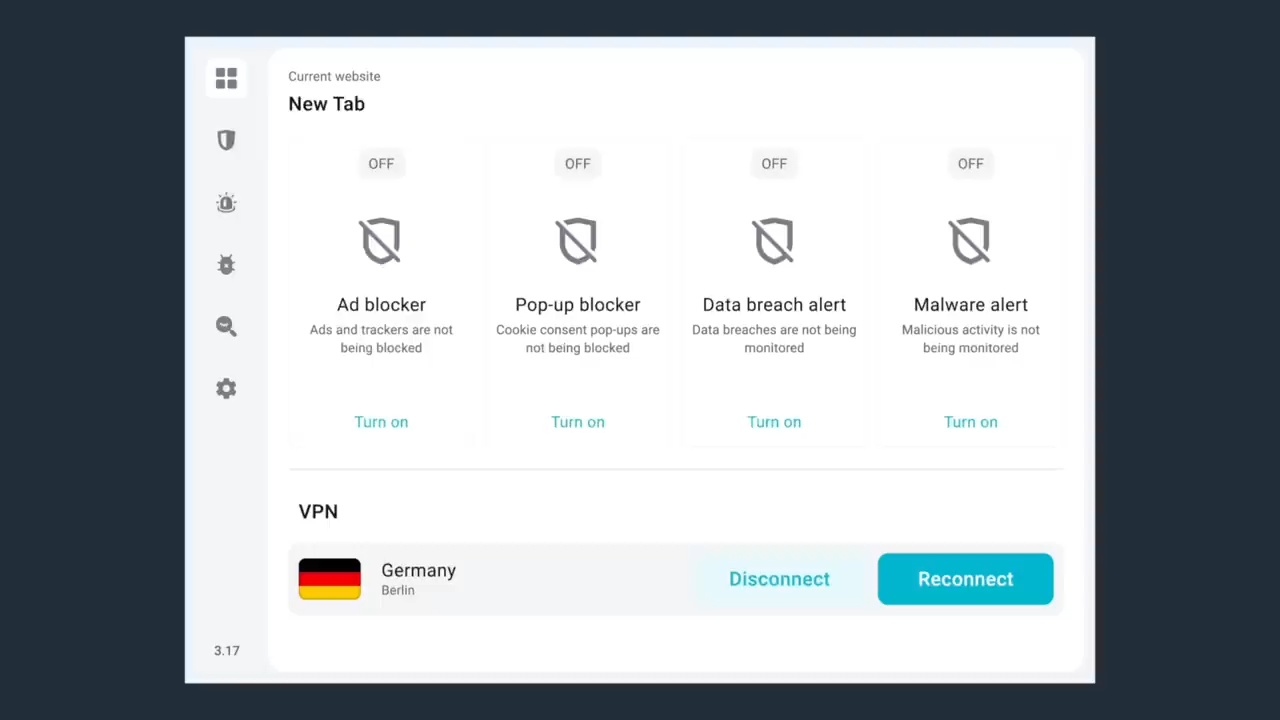 Current website
New Tab
OFF
OFF
OFF
OFF
Ad blocker
Ads and trackers are not
being blocked
Turn on
Pop-up blocker
Cookie consent pop-ups are
not being blocked
Turn on
Data breach alert
Data breaches are not being
monitored
Turn on
Malware alert
Malicious activity is not
being monitored
Turn on
VPN
Germany
Berlin
Disconnect
Reconnect
3.17